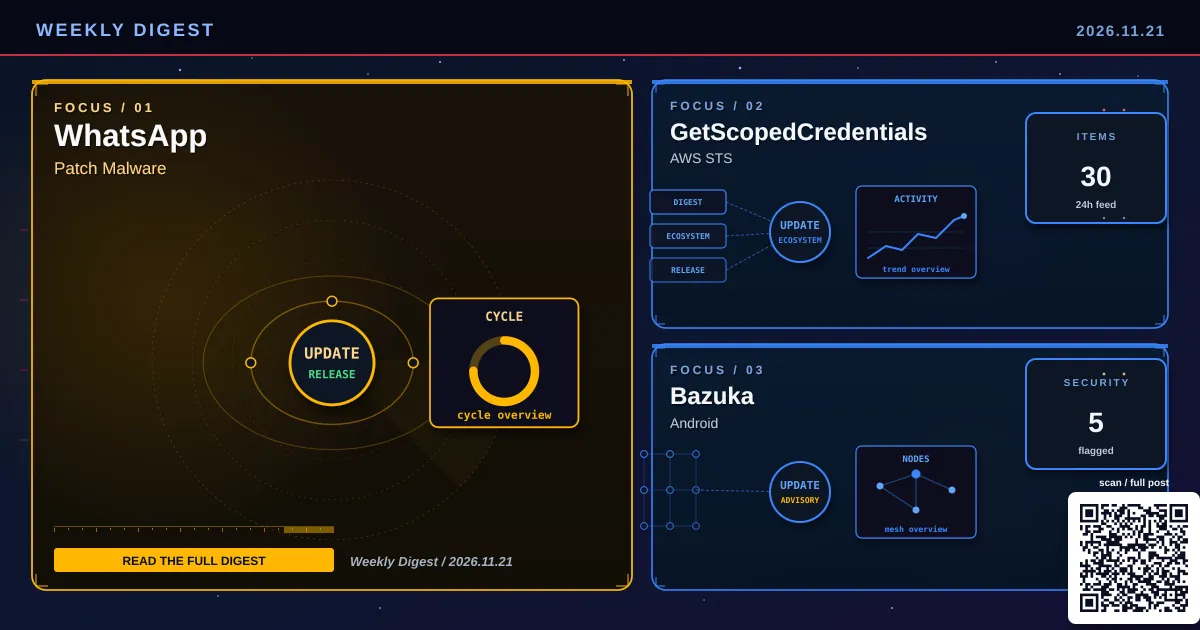 WEEKLY DIGEST
2026.11.21
FOCUS / 01
WhatsApp
Patch Malware
UPDATE
RELEASE
CYCLE
cycle overview
READ THE FULL DIGEST
Weekly Digest / 2026.11.21
FOCUS / 02
GetScopedCredentials
AWS STS
DIGEST
ECOSYSTEM
RELEASE
UPDATE
ECOSYSTEM
ACTIVITY
trend overview
ITEMS
30
24h feed
FOCUS / 03
Bazuka
Android
UPDATE
ADVISORY
NODES
mesh overview
SECURITY
5
flagged
scan / full post